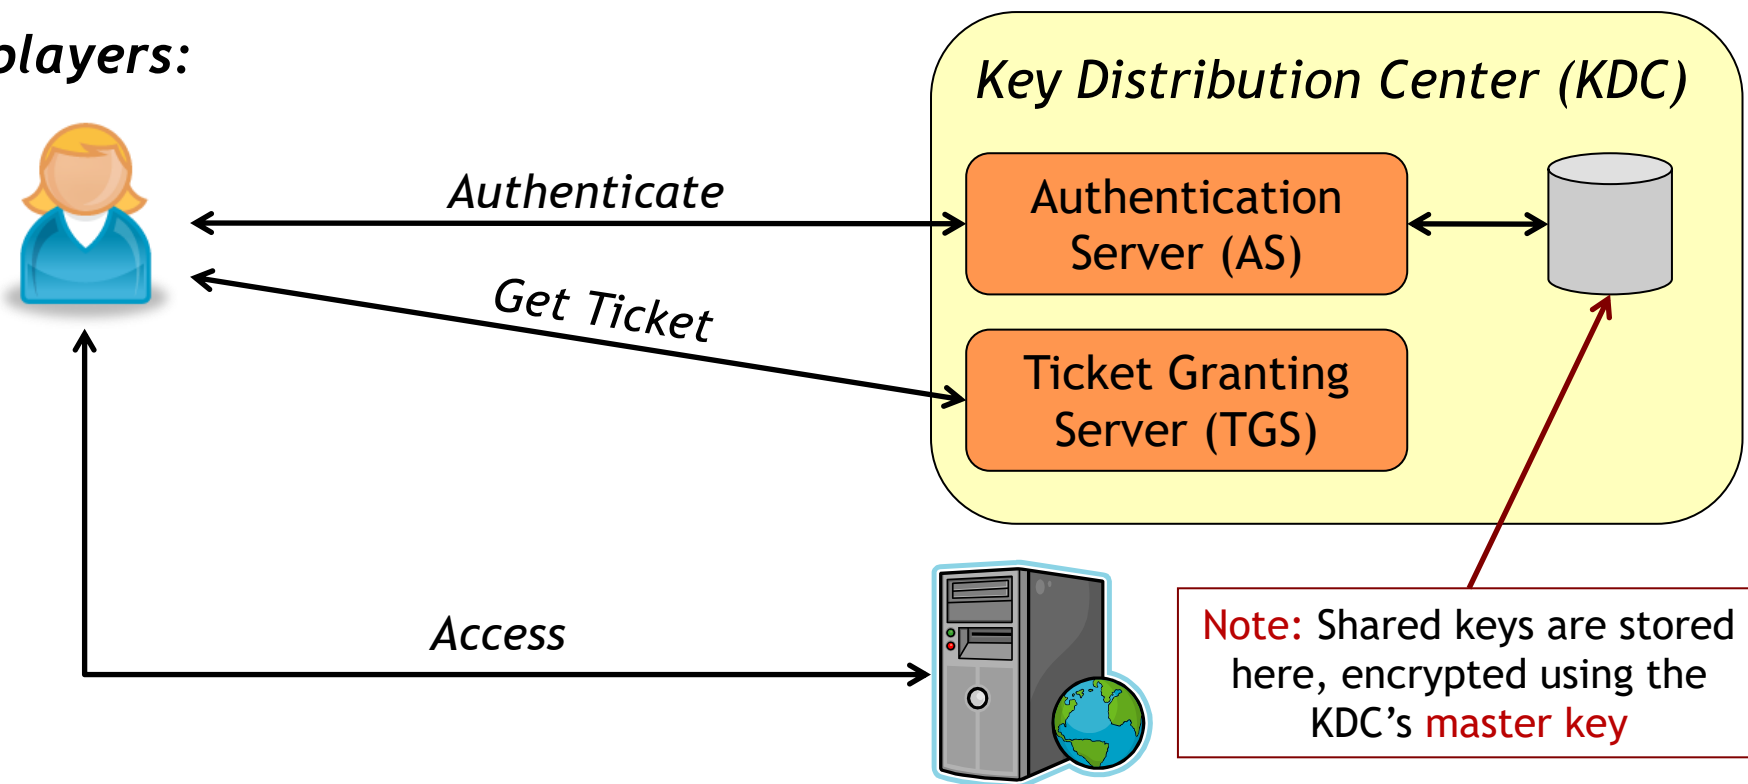 players:
Key Distribution Center (KDC)
Authenticate
Authentication
Server (AS)
Get Ticket
Ticket Granting
Server (TGS)
Access
Note: Shared keys are stored
here, encrypted using the
KDC’s master key